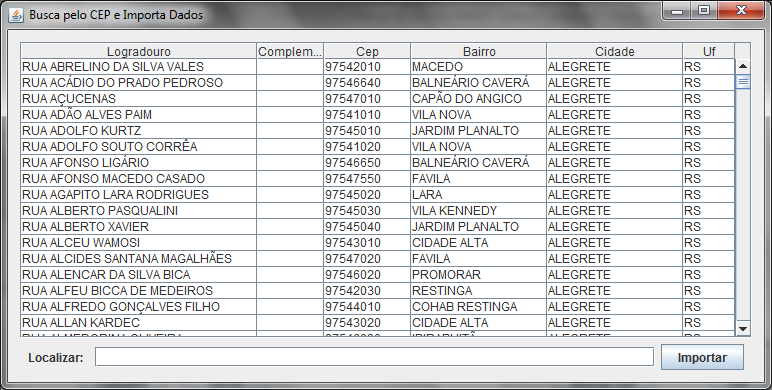 Busca pelo CEP e Importa Dados
Logradouro Complem... Cep Bairro Cidade Uf
RUA ABRELINO DA SILVA VALES 97542010 MACEDO ALEGRETE RS
RUA ACÁDIO DO PRADO PEDROSO 97546640 BALNEÁRIO CAVERÁ ALEGRETE RS
RUA AÇUCENAS 97547010 CAPÃO DO ANGICO ALEGRETE RS
RUA ADÃO ALVES PAIM 97541010 VILA NOVA ALEGRETE RS
RUA ADOLFO KURTZ 97545010 JARDIM PLANALTO ALEGRETE RS
RUA ADOLFO SOUTO CORRÊA 97541020 VILA NOVA ALEGRETE RS
RUA AFONSO LIGÁRIO 97546650 BALNEÁRIO CAVERÁ ALEGRETE RS
RUA AFONSO MACEDO CASADO 97547550 FAVILA ALEGRETE RS
RUA AGAPITO LARA RODRIGUES 97545020 LARA ALEGRETE RS
RUA ALBERTO PASQUALINI 97545030 VILA KENNEDY ALEGRETE RS
RUA ALBERTO XAVIER 97545040 JARDIM PLANALTO ALEGRETE RS
RUA ALCEU WAMOSI 97543010 CIDADE ALTA ALEGRETE RS
RUA ALCIDES SANTANA MAGALHÃES 97547020 FAVILA ALEGRETE RS
RUA ALENCAR DA SILVA BICA 97546020 PROMORAR ALEGRETE RS
RUA ALFEU BICCA DE MEDEIROS 97542030 RESTINGA ALEGRETE RS
RUA ALFREDO GONÇALVES FILHO 97544010 COHAB RESTINGA ALEGRETE RS
RUA ALLAN KARDEC 97543020 CIDADE ALTA ALEGRETE RS
RUA ALEGRETE RS
Localizar: Importar